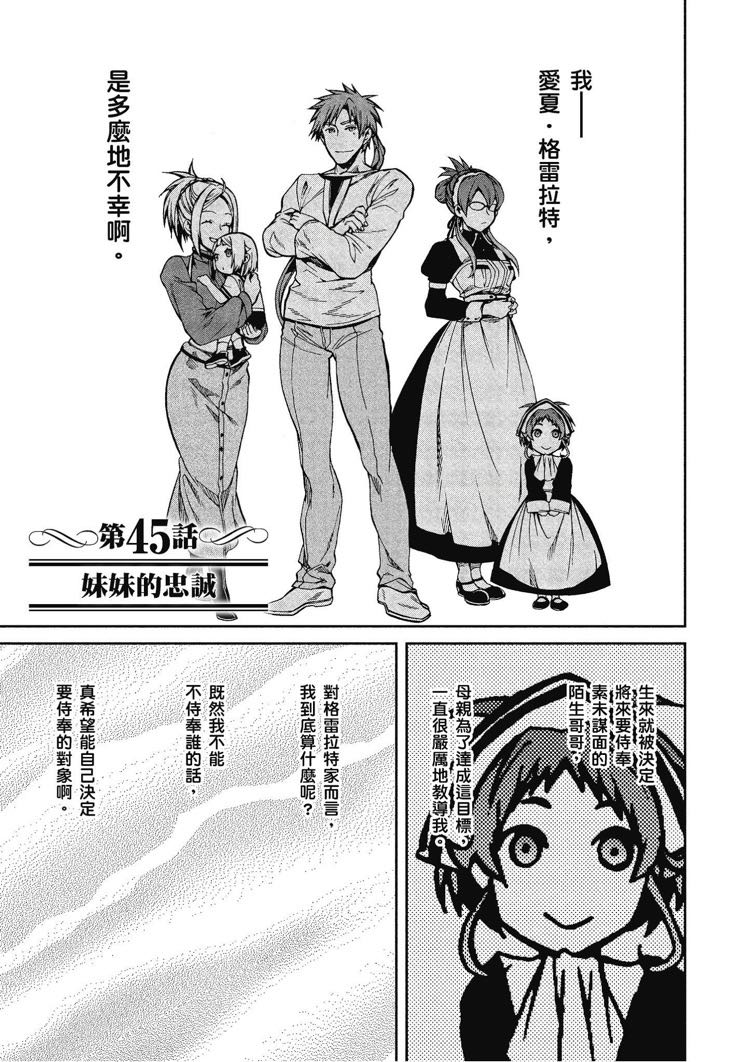 我——
愛夏・格雷拉特，
是多麼地不幸啊。
第45話
妹妹的忠誠
生來就被決定
將來要侍奉
素未謀面的
陌生哥哥，
母親為了達成這目標，
一直很嚴厲地教導我。
對格雷拉特家而言，
我到底算什麼呢？
既然我不能
不侍奉誰的話，
真希望能自己決定
要侍奉的對象啊。